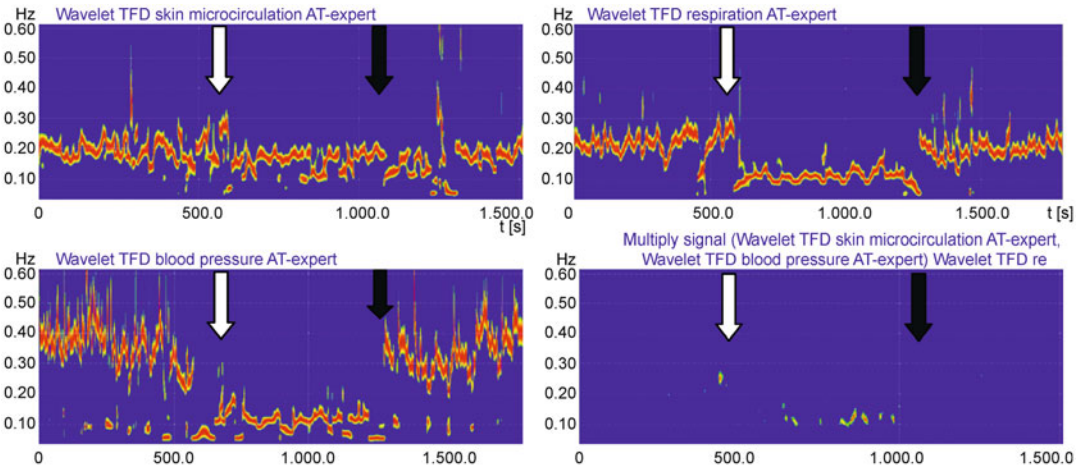 Hz Wavelet TFD skin microcirculation AT-expert
0.60
0.50
0.40
0.30
0.20
0.10
0 500.0 1.000.0 1.500.0
t [s]
Hz Wavelet TFD respiration AT-expert
0.60
0.50
0.40
0.30
0.20
0.10
0 500.0 1.000.0 1.500.0 t [s]
Hz Wavelet TFD blood pressure AT-expert
0.60
0.50
0.40
0.30
0.20
0.10
0 500.0 1.000.0 1.500.0
Multiply signal (Wavelet TFD skin microcirculation AT-expert,
Hz Wavelet TFD blood pressure AT-expert) Wavelet TFD re
0.60
0.50
0.40
0.30
0.20
0.10
0 500.0 1.000.0 1.500.0